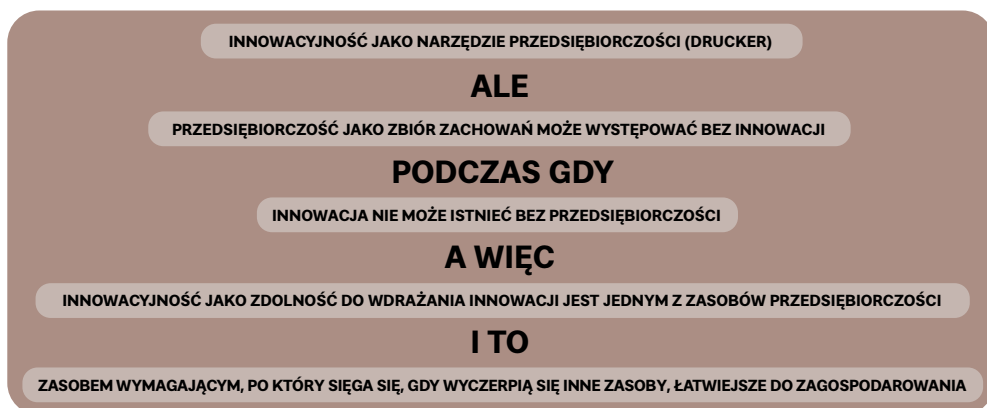 INNOWACYJNOŚĆ JAKO NARZĘDZIE PRZEDSIĘBIORCZOŚCI (DRUCKER)
ALE
PRZEDSIĘBIORCZOŚĆ JAKO ZBIÓR ZACHOWAŃ MOŻE WYSTĘPOWAĆ BEZ INNOWACJI
PODCZAS GDY
INNOWACJA NIE MOŻE ISTNIEĆ BEZ PRZEDSIĘBIORCZOŚCI
A WIĘC
INNOWACYJNOŚĆ JAKO ZDOLNOŚĆ DO WDRAŻANIA INNOWACJI JEST JEDNYM Z ZASOBÓW PRZEDSIĘBIORCZOŚCI
I TO
ZASOBEM WYMAGAJĄCYM, PO KTÓRY SIĘGA SIĘ, GDY WYCZERPIĄ SIĘ INNE ZASOBY, ŁATWIEJSZE DO ZAGOSPODAROWANIA